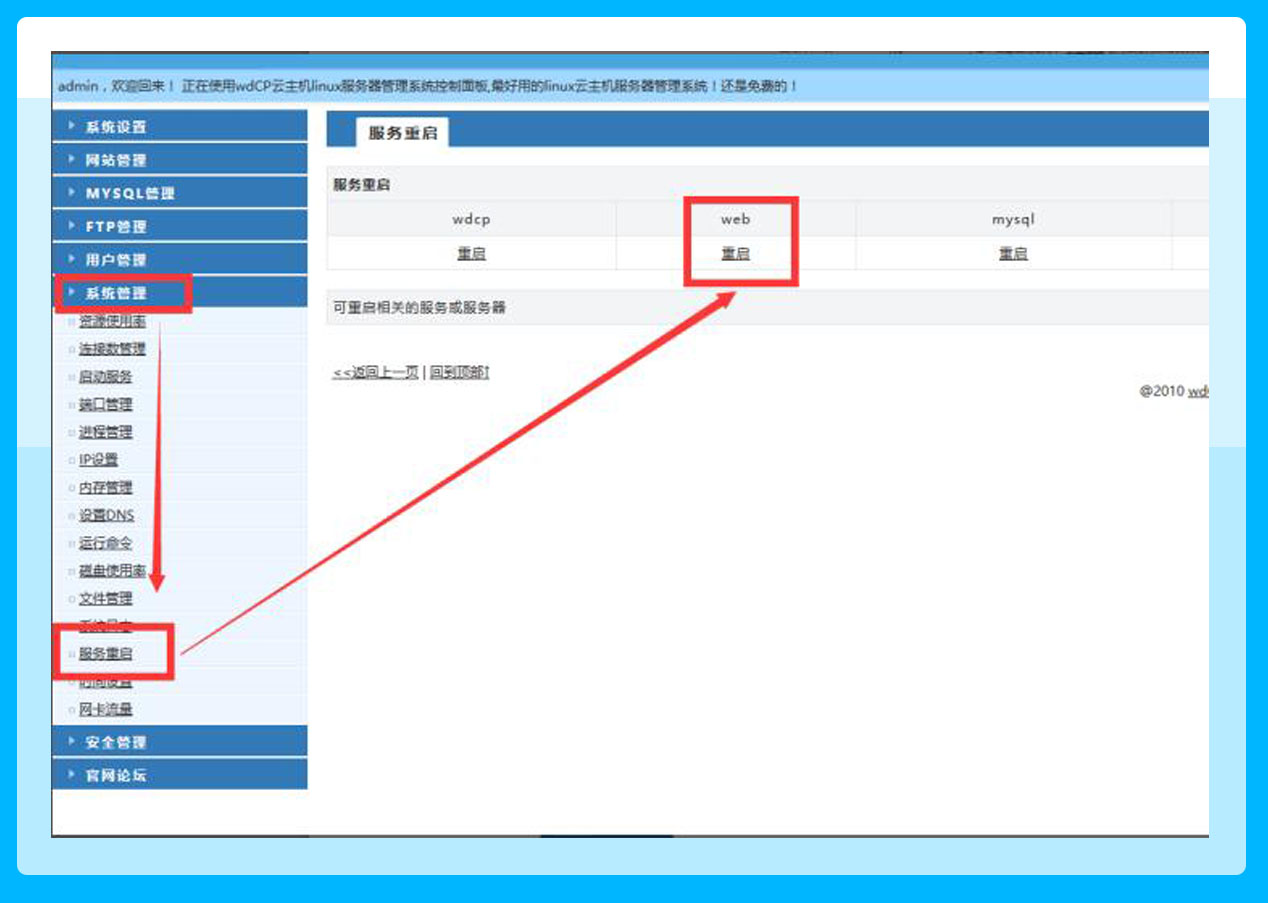 admin，欢迎回来！ 正在使用wdCP云主机linux服务器管理系统控制面板,最好用的linux云主机服务器管理系统！还是免费的！
系统设置
网站管理
MYSQL管理
FTP管理
用户管理
系统管理
资源使用率
连接数管理
启动服务
端口管理
进程管理
IP设置
内存管理
设置DNS
运行命令
磁盘使用率
文件管理
服务重启
时间设置
网卡流量
安全管理
官网论坛
服务重启
服务重启
wdcp web mysql
重启 重启 重启
可重启相关的服务或服务器
<<返回上一页 | 回到顶部↑
@2010